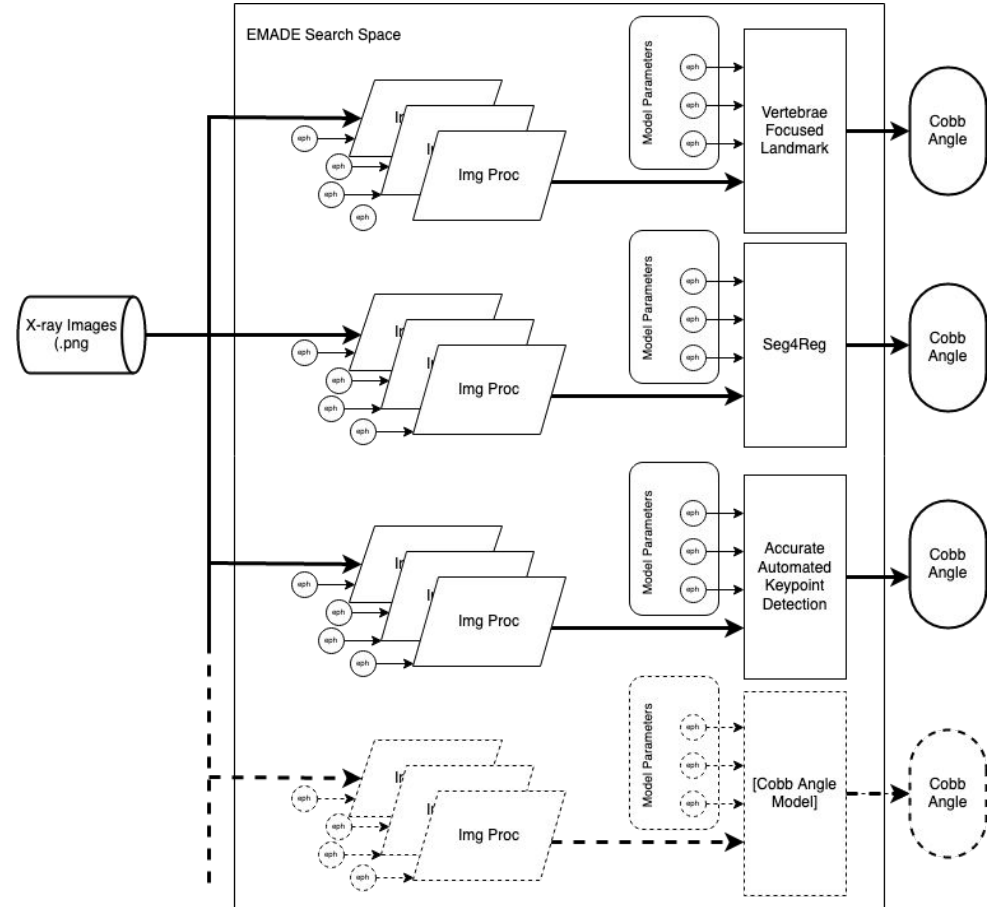 EMADE Search Space
X-ray Images
(.png
eph
eph
eph
eph
Img Proc
Model Parameters
eph
eph
eph
Vertebrae
Focused
Landmark
Cobb
Angle
eph
eph
eph
eph
Img Proc
Model Parameters
eph
eph
eph
Seg4Reg
Cobb
Angle
eph
eph
eph
eph
Img Proc
Model Parameters
eph
eph
eph
Accurate
Automated
Keypoint
Detection
Cobb
Angle
eph
eph
eph
eph
Img Proc
Model Parameters
eph
eph
eph
[Cobb Angle
Model]
Cobb
Angle